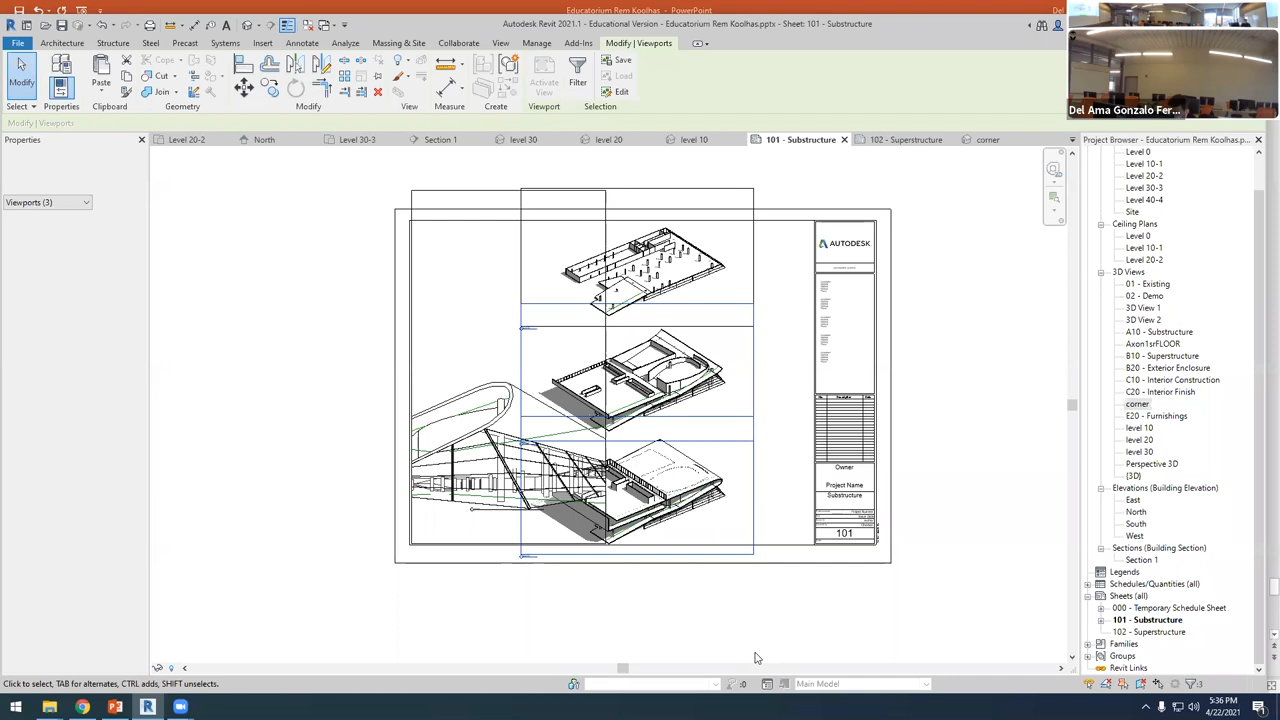 Educatorium Rem Koolhas.pptx - PowerPoint
Del
Autodesk Revit 2021.1 - Educational Version - Educatorium Rem Koolhas.pptx - Sheet: 101 - Substructure
File Architecture Structure Steel Precast Systems Insert Annotate Analyze Massing & Site Collaborate View Manage Add-Ins Modify | Viewports
Cope
Cut
Join
Paste
Modify
Activate
View
Filter
Save
Load
Edit
Del Ama Gonzalo Fer...
Select Properties Clipboard Geometry Modify View Measure Create Viewport Selection
Modify | Viewports
Properties
Level 20-2 North Level 30-3 Section 1 level 30 level 20 level 10 101 - Substructure 102 - Superstructure corner
Project Browser - Educatorium Rem Koolhas.pptx
Viewports (3)
Level 0
Level 10-1
Level 20-2
Level 30-3
Level 40-4
Site
Ceiling Plans
Level 0
Level 10-1
Level 20-2
3D Views
01 - Existing
02 - Demo
3D View 1
3D View 2
A10 - Substructure
Axon1srFLOOR
B10 - Superstructure
B20 - Exterior Enclosure
C10 - Interior Construction
C20 - Interior Finish
corner
E20 - Furnishings
level 10
level 20
level 30
Perspective 3D
{3D}
Elevations (Building Elevation)
East
North
South
West
Sections (Building Section)
Section 1
Legends
Schedules/Quantities (all)
Sheets (all)
000 - Temporary Schedule Sheet
101 - Substructure
102 - Superstructure
Families
Groups
Revit Links
AUTODESK
Owner
Project Name
Substructure
101
Click to select, TAB for alternates, CTRL adds, SHIFT unselects.
:0
Main Model
:3
5:36 PM
4/22/2021